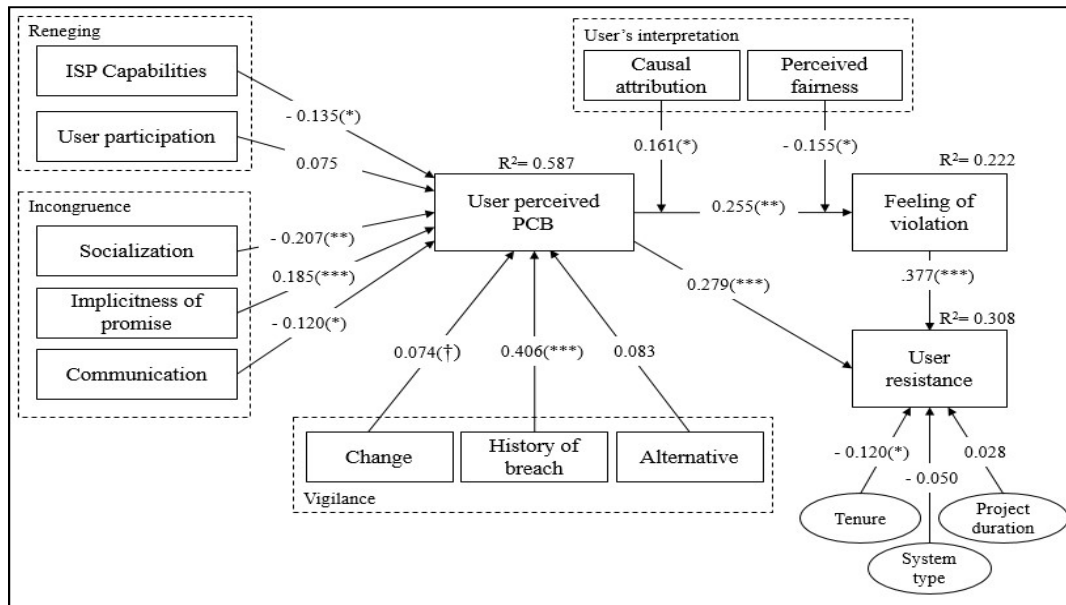 Reneging
ISP Capabilities
User participation
- 0.135(*)
0.075
Incongruence
Socialization
Implicitness of
promise
Communication
- 0.207(**)
0.185(***)
- 0.120(*)
User's interpretation
Causal
attribution
Perceived
fairness
0.161(*)
- 0.155(*)
R²= 0.587
User perceived
PCB
0.255(**)
R²= 0.222
Feeling of
violation
0.279(***)
.377(***)
R²= 0.308
User
resistance
0.074(†)
0.406(***)
0.083
Change
History of
breach
Alternative
Vigilance
- 0.120(*)
- 0.050
0.028
Tenure
System
type
Project
duration